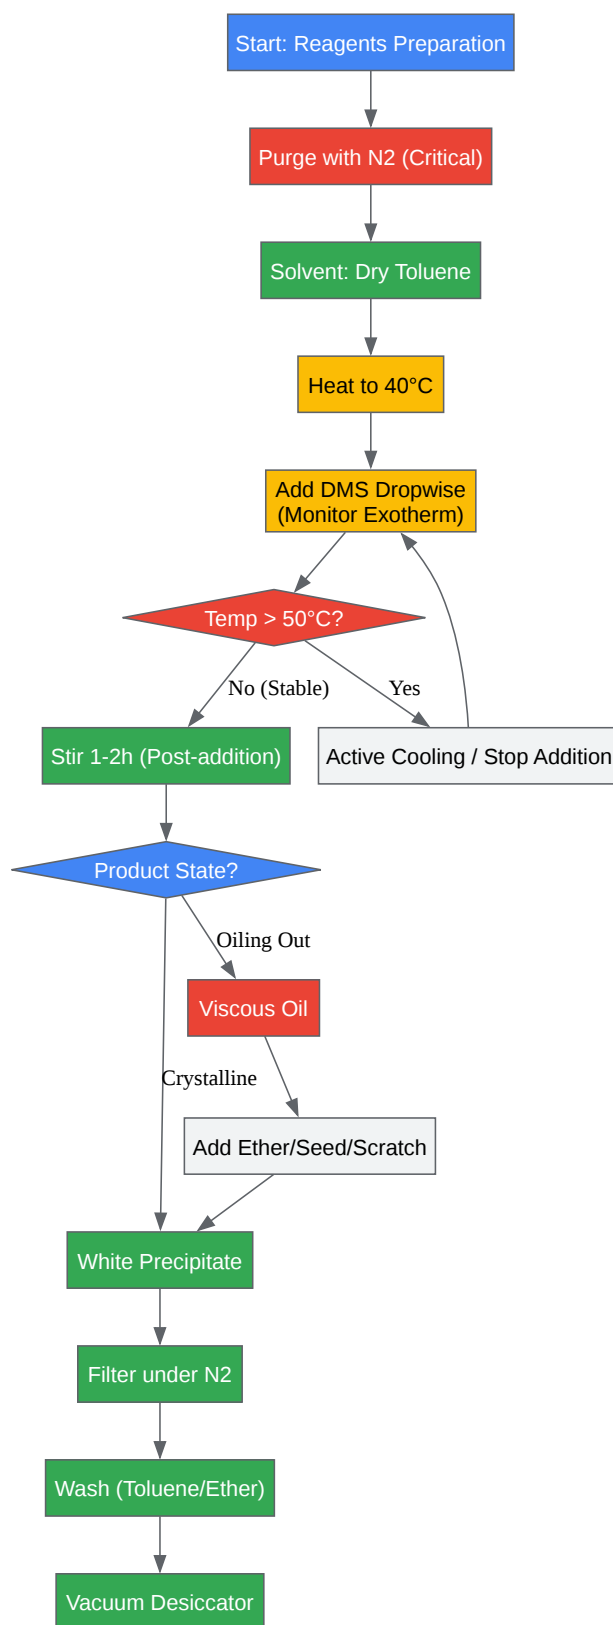 Start: Reagents Preparation
Purge with N2 (Critical)
Solvent: Dry Toluene
Heat to 40°C
Add DMS Dropwise
(Monitor Exotherm)
Temp > 50°C?
No (Stable)
Yes
Stir 1-2h (Post-addition)
Active Cooling / Stop Addition
Product State?
Oiling Out
Viscous Oil
Crystalline
Add Ether/Seed/Scratch
White Precipitate
Filter under N2
Wash (Toluene/Ether)
Vacuum Desiccator